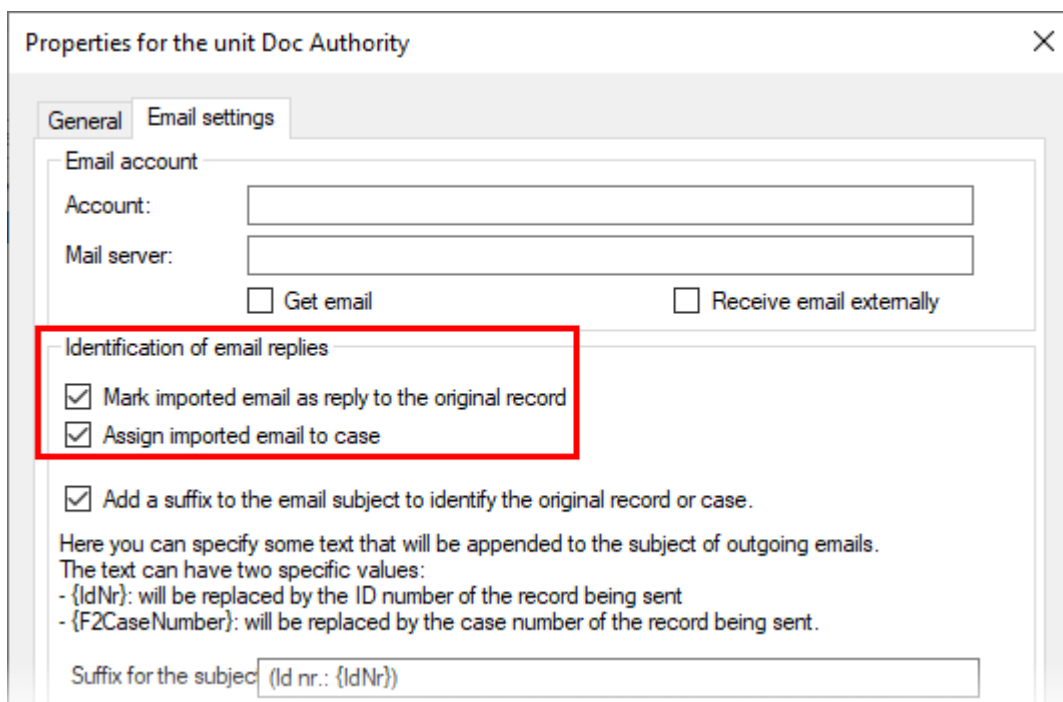 Properties for the unit Doc Authority
General Email settings
Email account
Account:
Mail server:
Get email Receive email externally
Identification of email replies
Mark imported email as reply to the original record
Assign imported email to case
Add a suffix to the email subject to identify the original record or case.
Here you can specify some text that will be appended to the subject of outgoing emails.
The text can have two specific values:
- {IdNr}: will be replaced by the ID number of the record being sent
- {F2CaseNumber}: will be replaced by the case number of the record being sent.
Suffix for the subject (Id nr.: {IdNr})